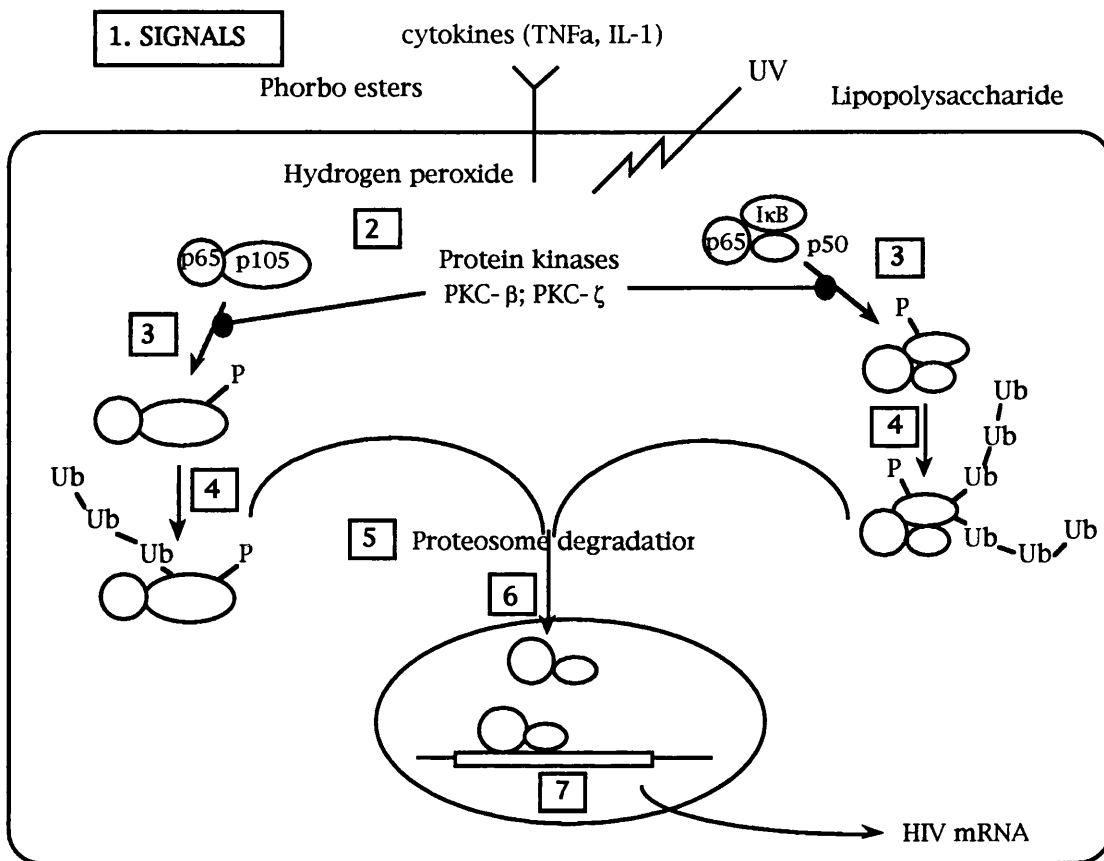 1. SIGNALS
cytokines (TNFa, IL-1)
Phorbo esters
UV
Lipopolysaccharide
Hydrogen peroxide
2
IκB
p65
p50
p65
p105
Protein kinases
PKC-β; PKC-ζ
3
3
P
P
Ub
4
Ub
Ub
4
P
Ub
Ub
Ub
Ub
Ub
Ub
P
5
Proteosome degradation
6
7
HIV mRNA